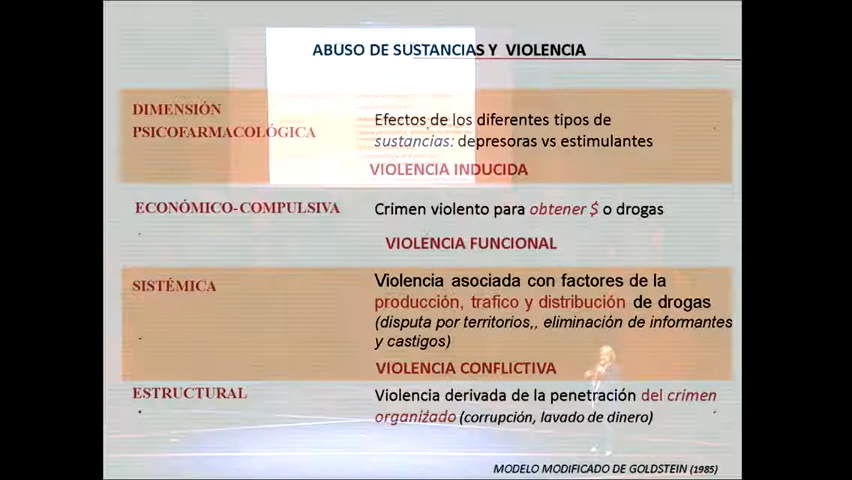 ABUSO DE SUSTANCIAS Y VIOLENCIA
DIMENSIÓN
PSICOFARMACOLÓGICA
Efectos de los diferentes tipos de
sustancias: depresoras vs estimulantes
VIOLENCIA INDUCIDA
ECONÓMICO-COMPULSIVA
Crimen violento para obtener $ o drogas
VIOLENCIA FUNCIONAL
SISTÉMICA
Violencia asociada con factores de la
producción, trafico y distribución de drogas
(disputa por territorios,, eliminación de informantes
y castigos)
VIOLENCIA CONFLICTIVA
ESTRUCTURAL
Violencia derivada de la penetración del crimen
organizado (corrupción, lavado de dinero)
MODELO MODIFICADO DE GOLDSTEIN (1985)